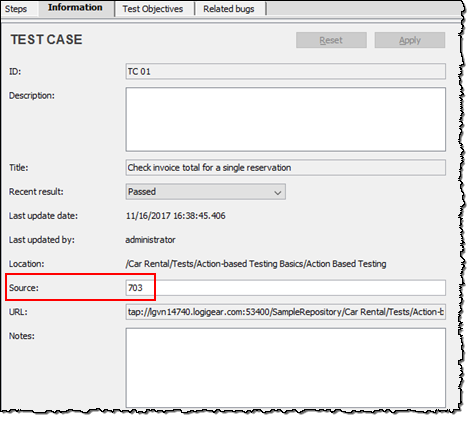 Steps Information Test Objectives Related bugs
TEST CASE Reset Apply
ID: TC 01
Description:
Title: Check invoice total for a single reservation
Recent result: Passed
Last update date: 11/16/2017 16:38:45.406
Last updated by: administrator
Location: /Car Rental/Tests/Action-based Testing Basics/Action Based Testing
Source: 703
URL: tap://lgvn14740.logigear.com:53400/SampleRepository/Car Rental/Tests/Action-b
Notes: